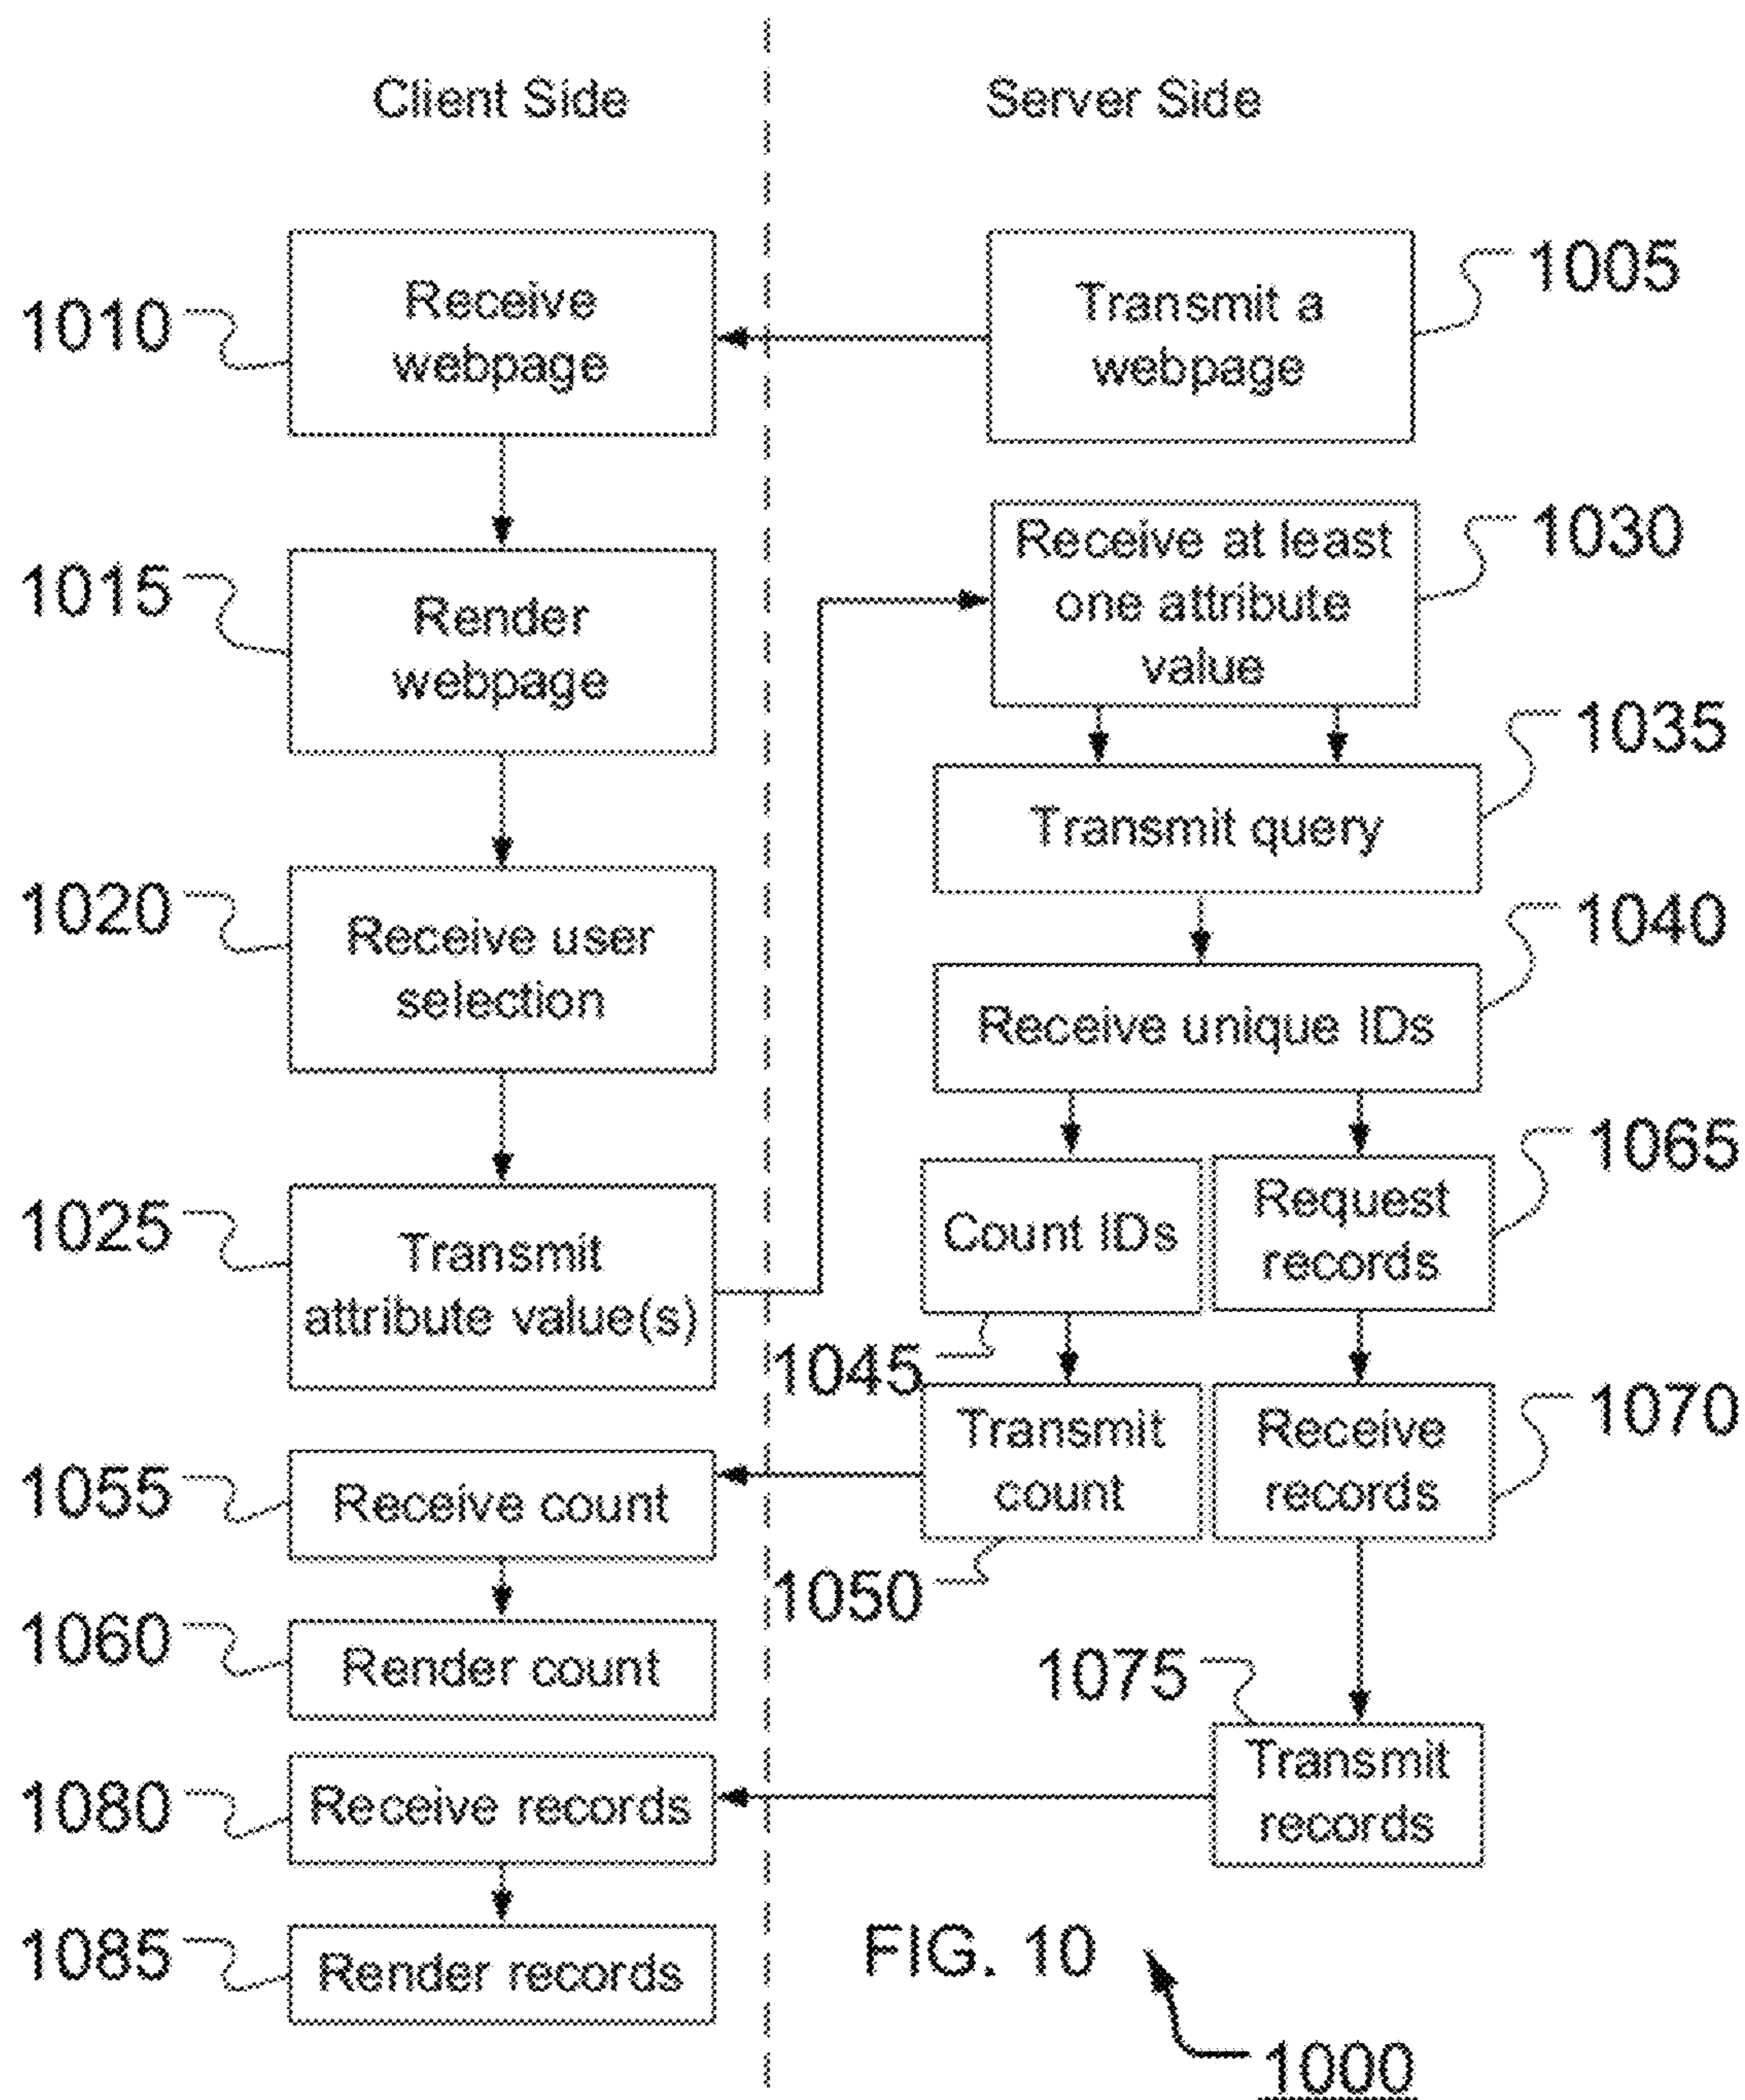 Client Side
Server Side
1010
Receive
webpage
Transmit a
webpage
1005
1015
Render
webpage
Receive at least
one attribute
value
1030
Transmit query
1035
1020
Receive user
selection
Receive unique IDs
1040
1025
Transmit
attribute value(s)
Count IDs
1045
Request
records
1065
Transmit
count
1050
Receive
records
1070
1055
Receive count
1060
Render count
1075
Transmit
records
1080
Receive records
1085
Render records
FIG. 10
1000